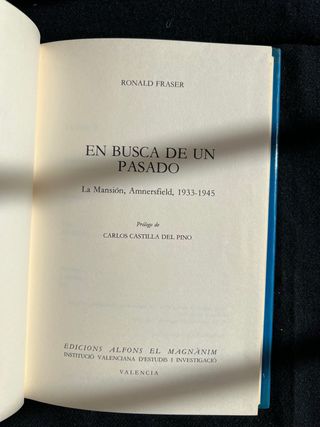 RONALD FRASER
EN BUSCA DE UN
PASADO
La Mansión, Amnersfield, 1933-1945
Prólogo de
CARLOS CASTILLA DEL PINO
EDICIONS ALFONS EL MAGNÀNIM
INSTITUCIÓ VALENCIANA D'ESTUDIS I INVESTIGACIÓ
VALENCIA